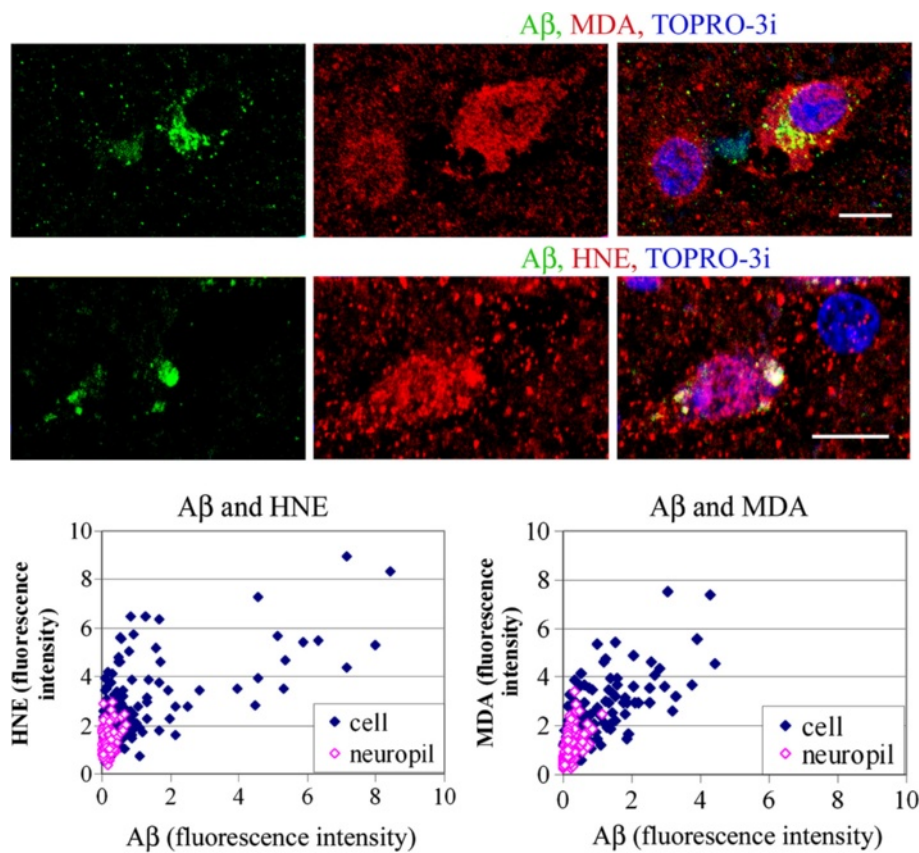 Aβ, MDA, TOPRO-3i
Aβ, HNE, TOPRO-3i
Aβ and HNE
HNE (fluorescence
intensity)
10
8
6
4
2
0
0 2 4 6 8 10
cell
neuropil
Aβ (fluorescence intensity)
Aβ and MDA
MDA (fluorescence
intensity)
10
8
6
4
2
0
0 2 4 6 8 10
cell
neuropil
Aβ (fluorescence intensity)